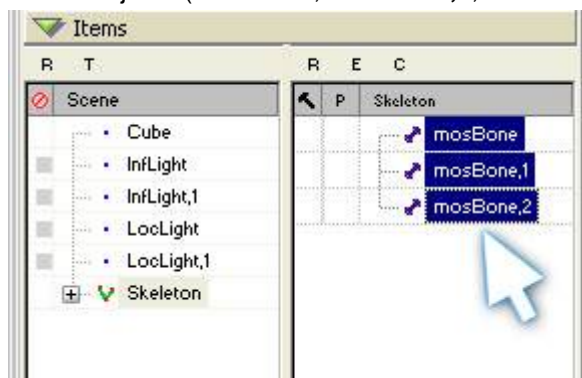 Items
R T
R E C
Scene
P Skeleton
Cube
InfLight
InfLight,1
LocLight
LocLight,1
Skeleton
mosBone
mosBone,1
mosBone,2